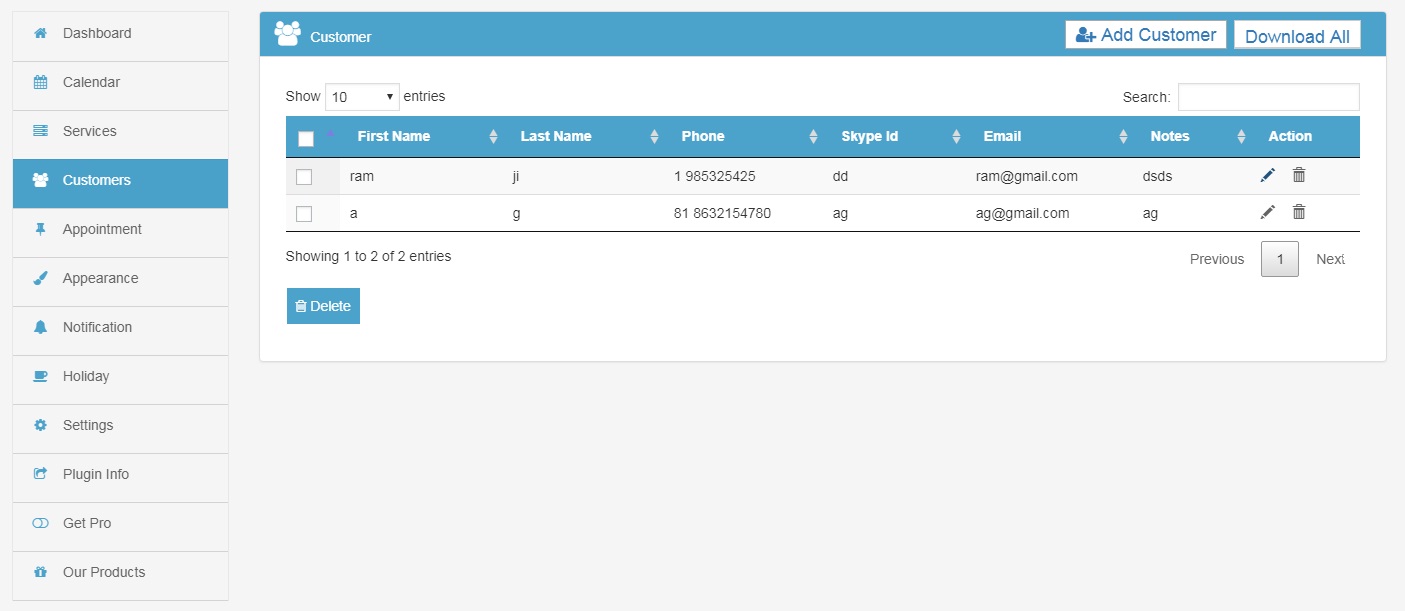 Dashboard
Calendar
Services
Customers
Appointment
Appearance
Notification
Holiday
Settings
Plugin Info
Get Pro
Our Products
Customer
Add Customer
Download All
Show 10 entries
Search:
First Name Last Name Phone Skype Id Email Notes Action
ram ji 1 985325425 dd ram@gmail.com dsds
a g 81 8632154780 ag ag@gmail.com ag
Showing 1 to 2 of 2 entries
Previous 1 Next
Delete